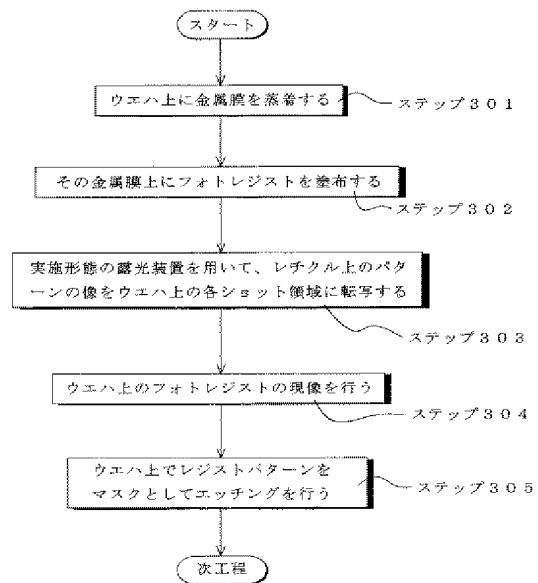 スタート
ウエハ上に金属膜を蒸着する
ステップ301
その金属膜上にフォトレジストを塗布する
ステップ302
実施形態の露光装置を用いて、レチクル上のパタ
ーンの像をウエハ上の各ショット領域に転写する
ステップ303
ウエハ上のフォトレジストの現像を行う
ステップ304
ウエハ上でレジストパターンを
マスクとしてエッチングを行う
ステップ305
次工程